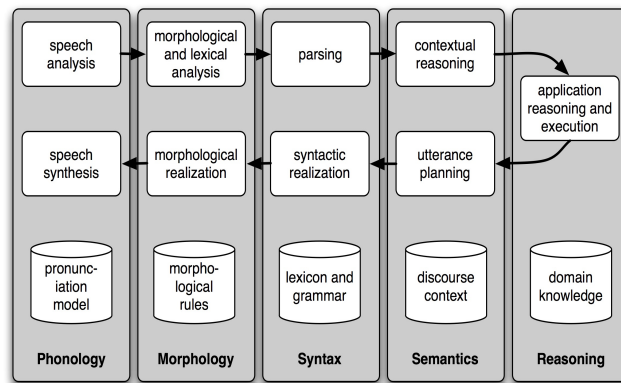 speech
analysis
morphological
and lexical
analysis
parsing
contextual
reasoning
application
reasoning and
execution
speech
synthesis
morphological
realization
syntactic
realization
utterance
planning
pronunc-
iation
model
morpho-
logical
rules
lexicon and
grammar
discourse
context
domain
knowledge
Phonology
Morphology
Syntax
Semantics
Reasoning